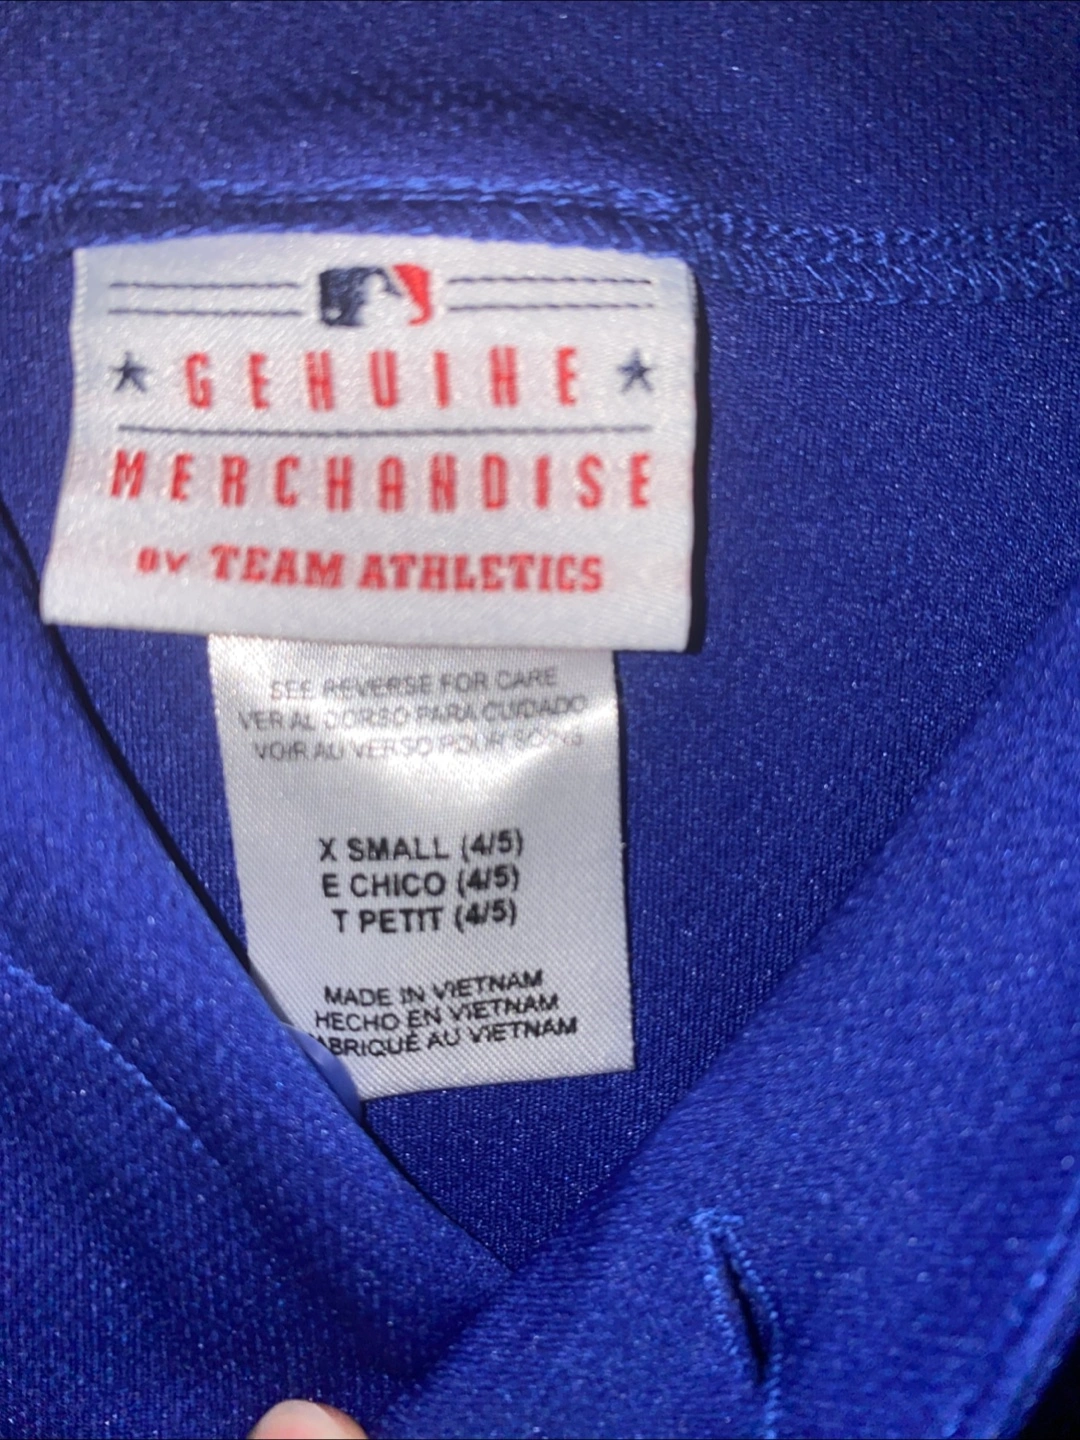 GENUINE
MERCHANDISE
BY TEAM ATHLETICS
SEE REVERSE FOR CARE
VER AL DORSO PARA CUIDADO
VOIR AU VERSO POUR SOINS
X SMALL (4/5)
E CHICO (4/5)
T PETIT (4/5)
MADE IN VIETNAM
HECHO EN VIETNAM
ABRIQUÉ AU VIETNAM